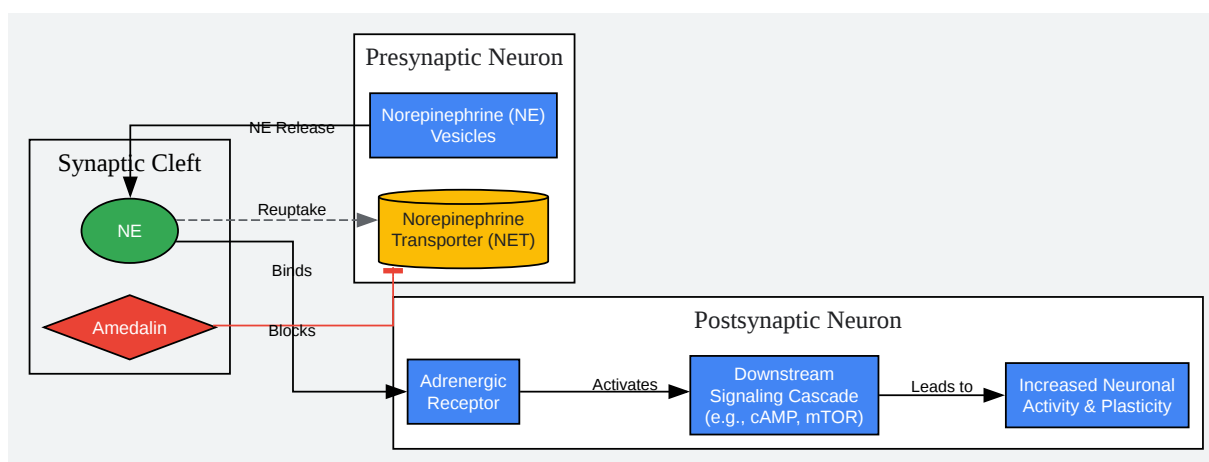 Presynaptic Neuron
Norepinephrine (NE)
Vesicles
NE Release
Synaptic Cleft
NE
Reuptake
Norepinephrine
Transporter (NET)
Binds
Amedalin
Blocks
Postsynaptic Neuron
Adrenergic
Receptor
Activates
Downstream
Signaling Cascade
(e.g., cAMP, mTOR)
Leads to
Increased Neuronal
Activity & Plasticity